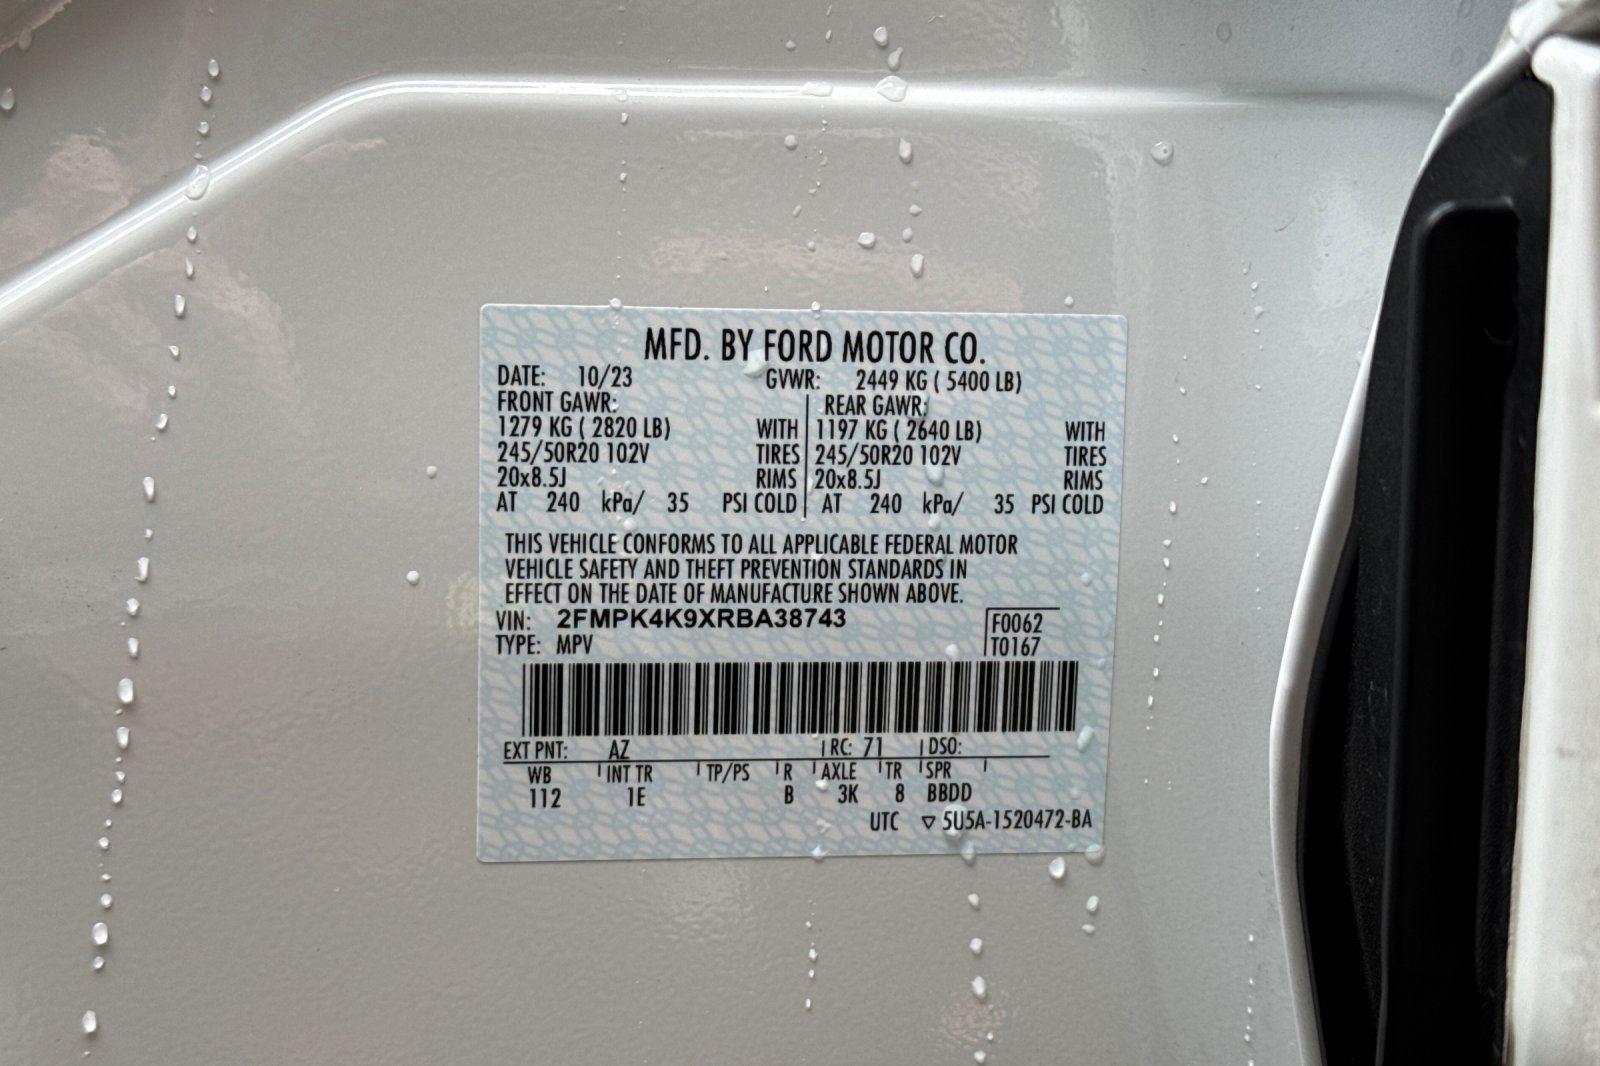 MFD. BY FORD MOTOR CO.
DATE: 10/23 GVWR: 2449 KG ( 5400 LB)
FRONT GAWR: REAR GAWR:
1279 KG ( 2820 LB) WITH 1197 KG ( 2640 LB) WITH
245/50R20 102V TIRES 245/50R20 102V TIRES
20x8.5J RIMS 20x8.5J RIMS
AT 240 kPa/ 35 PSI COLD AT 240 kPa/ 35 PSI COLD
THIS VEHICLE CONFORMS TO ALL APPLICABLE FEDERAL MOTOR
VEHICLE SAFETY AND THEFT PREVENTION STANDARDS IN
EFFECT ON THE DATE OF MANUFACTURE SHOWN ABOVE.
VIN: 2FMPK4K9XRBA38743 F0062
TYPE: MPV T0167
EXT PNT: AZ RC: 71 DSO:
WB INT TR TP/PS R AXLE TR SPR
112 1E B 3K 8 BBDD
UTC ▽ 5U5A-1520472-BA